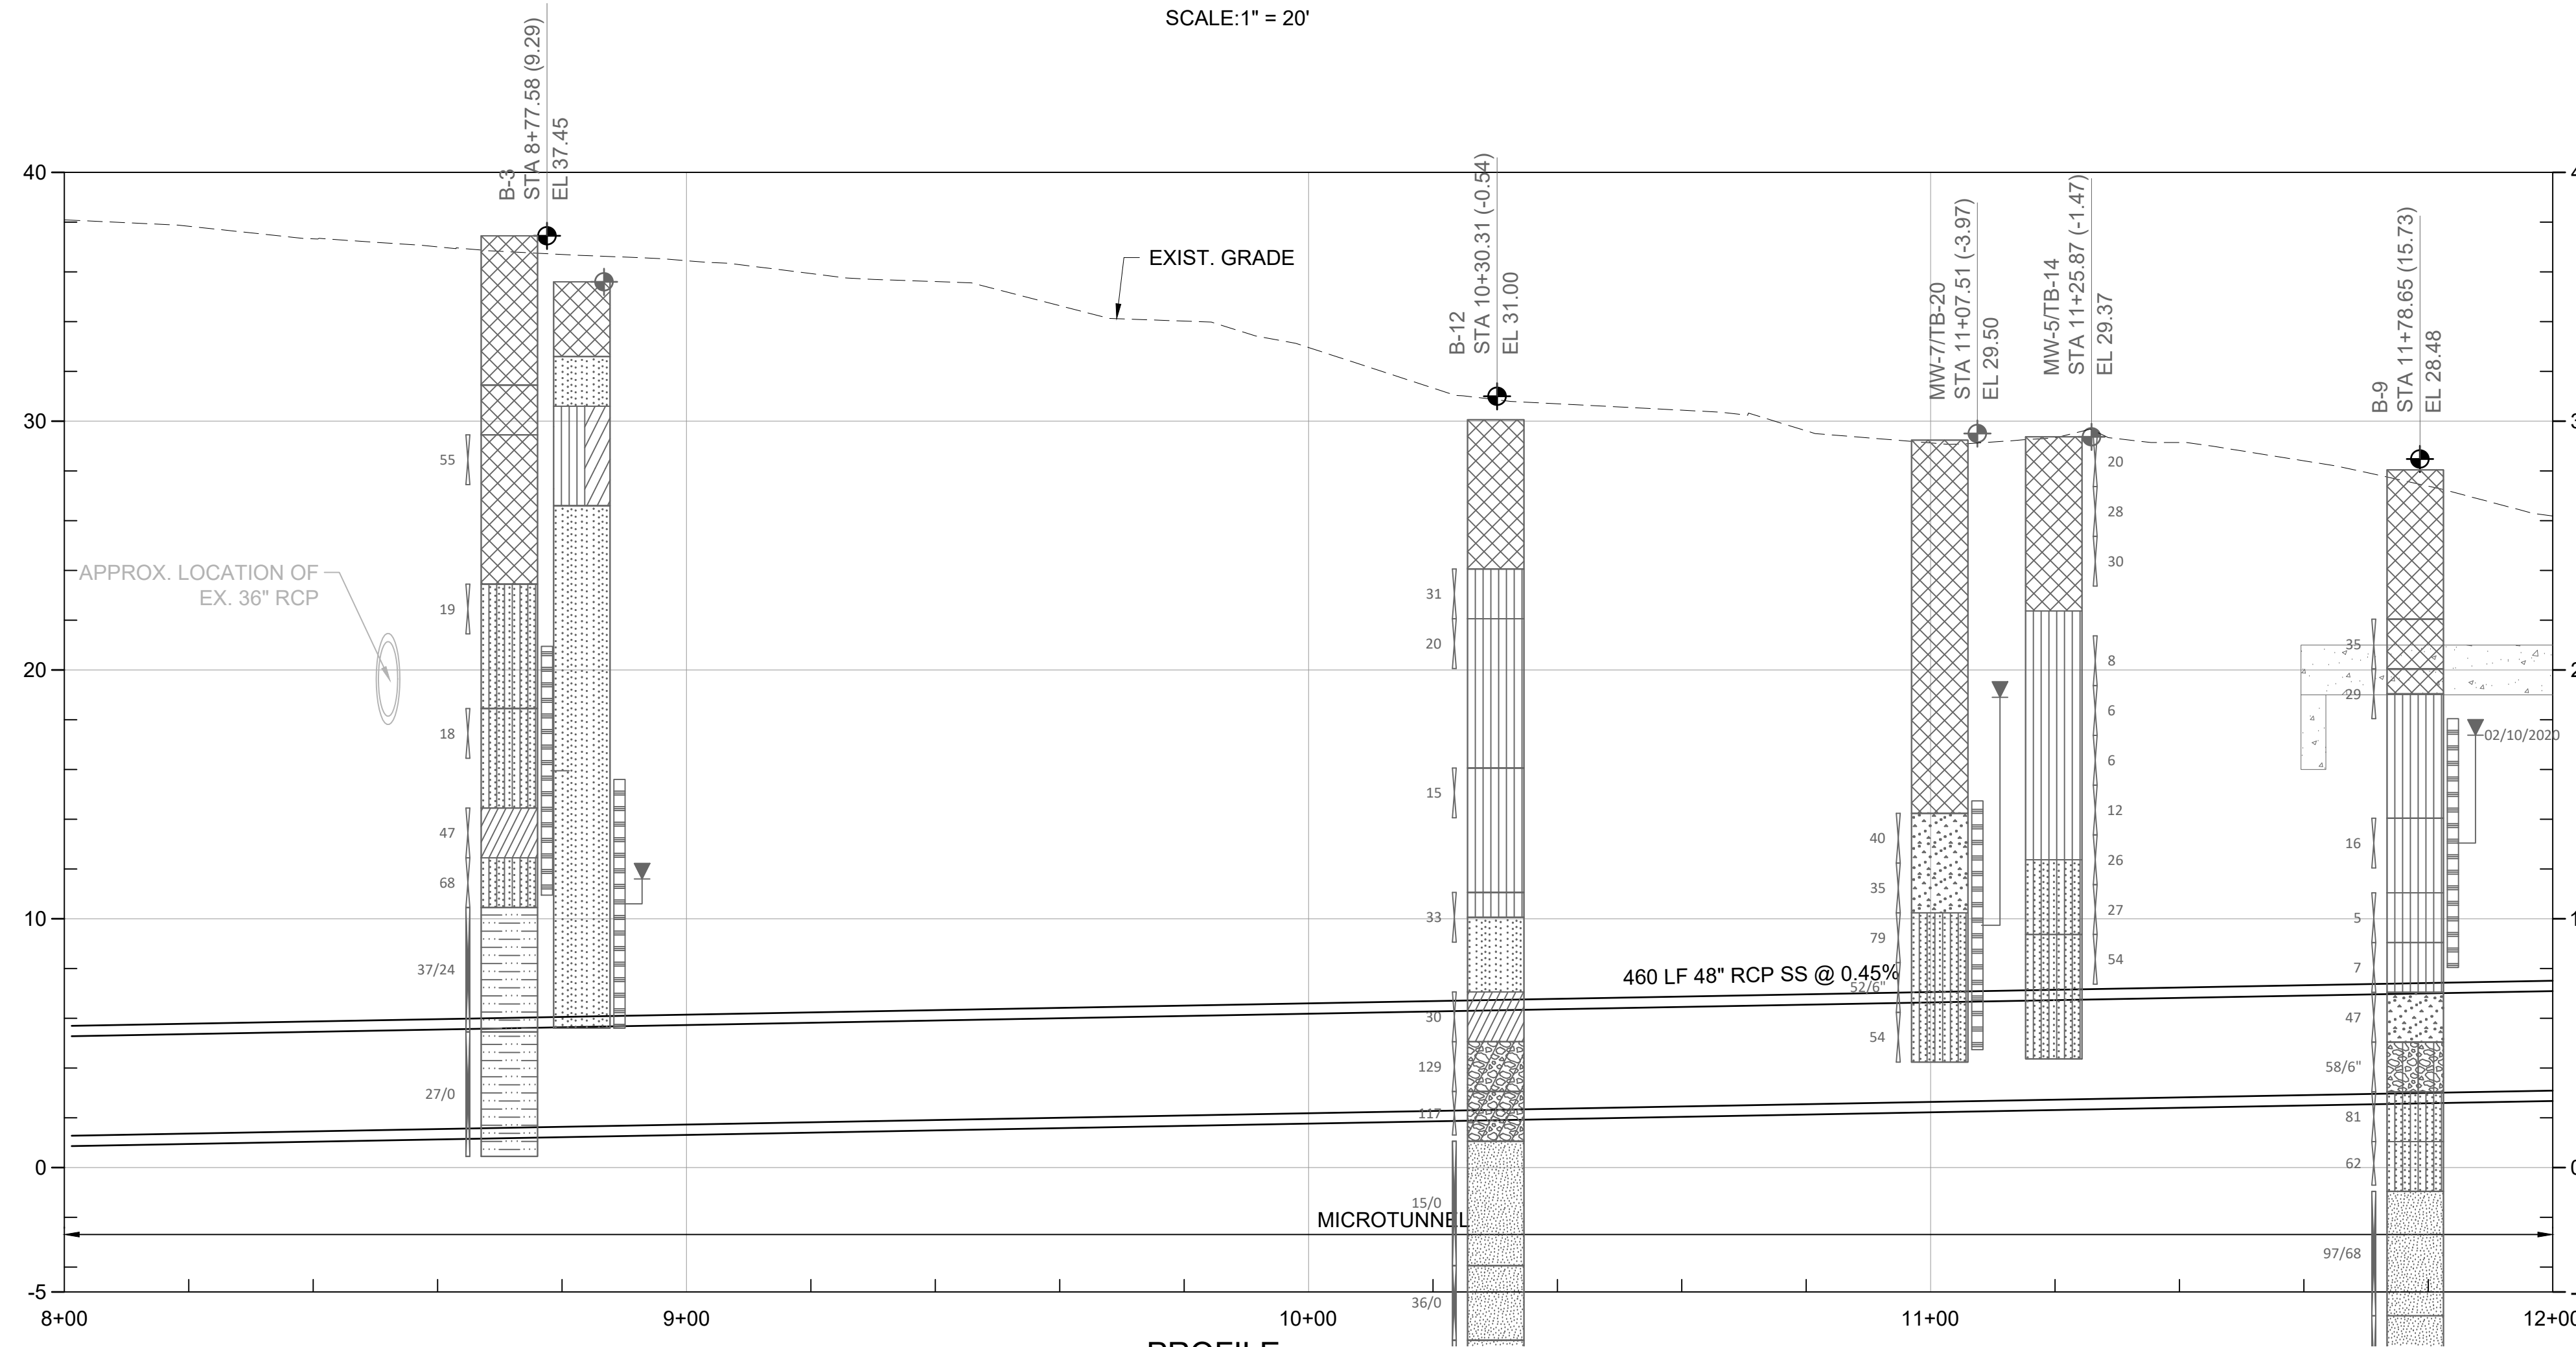 SCALE:1" = 20'
B-3
STA 8+77.58 (9.29)
EL 37.45
B-12
STA 10+30.31 (-0.54)
EL 31.00
MW-7/TB-20
STA 11+07.51 (-3.97)
EL 29.50
MW-5/TB-14
STA 11+25.87 (-1.47)
EL 29.37
B-9
STA 11+78.65 (15.73)
EL 28.48
EXIST. GRADE
APPROX. LOCATION OF
EX. 36" RCP
40
30
20
10
0
-5
55
19
18
47
68
37/24
27/0
31
20
15
33
30
129
117
15/0
36/0
40
35
79
52/6"
54
20
28
30
8
6
6
12
26
27
54
35
29
16
5
7
47
58/6"
81
62
97/68
02/10/2020
460 LF 48" RCP SS @ 0.45%
MICROTUNNEL
8+00
9+00
10+00
11+00
12+00
PROFILE